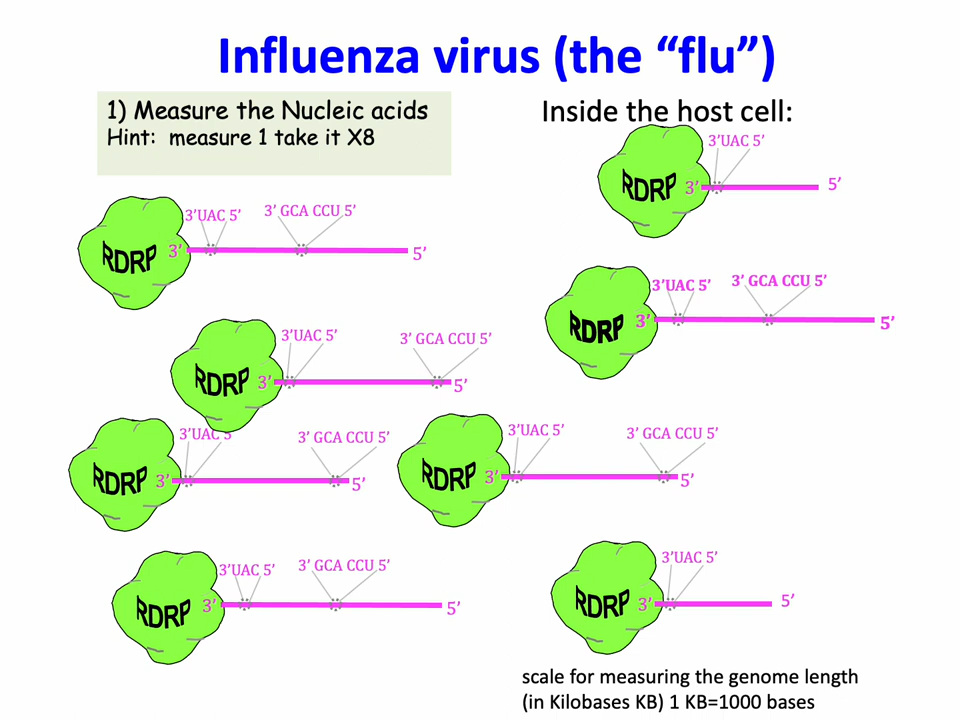 Influenza virus (the “flu”)
1) Measure the Nucleic acids
Hint: measure 1 take it X8
Inside the host cell:
3’UAC 5’
RDRP 3’ 5’
3’UAC 5’ 3’ GCA CCU 5’
RDRP 3’ 5’
3’UAC 5’ 3’ GCA CCU 5’
RDRP 3’ 5’
3’UAC 5’ 3’ GCA CCU 5’
RDRP 3’ 5’
3’UAC 5’ 3’ GCA CCU 5’
RDRP 3’ 5’
3’UAC 5’ 3’ GCA CCU 5’
RDRP 3’ 5’
3’UAC 5’ 3’ GCA CCU 5’
RDRP 3’ 5’
3’UAC 5’
RDRP 3’ 5’
scale for measuring the genome length
(in Kilobases KB) 1 KB=1000 bases